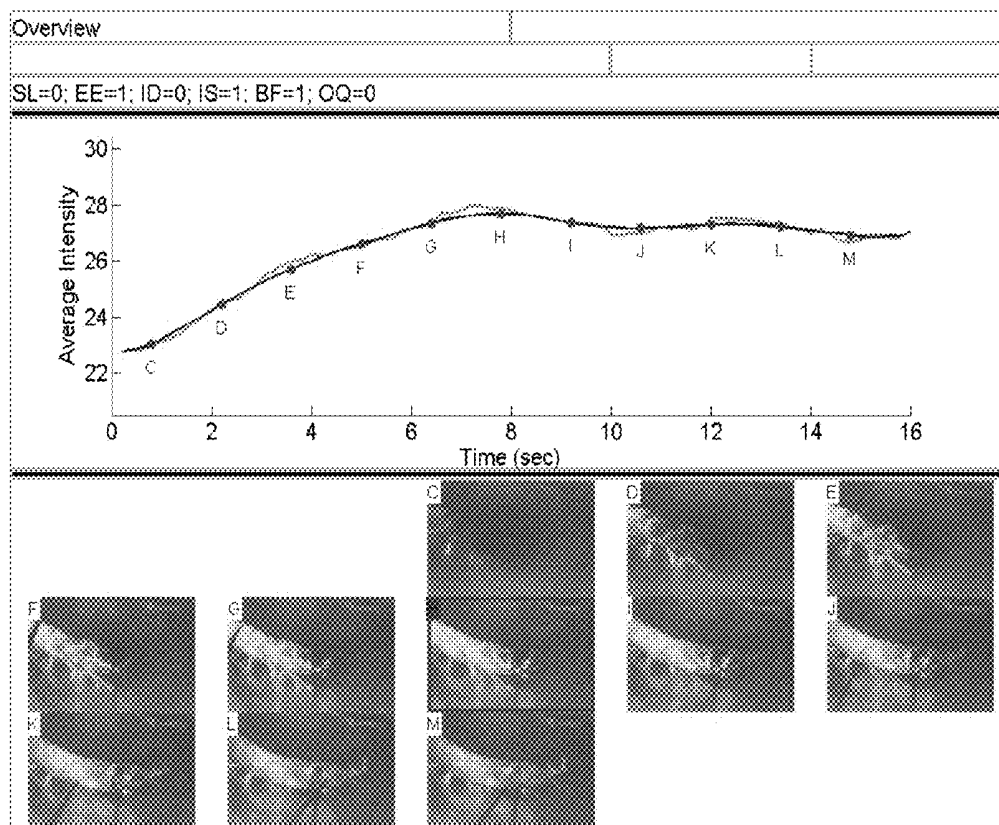 Overview
SL=0; EE=1; ID=0; IS=1; BF=1; OQ=0
30
28
26
24
22
Average Intensity
C
D
E
F
G
H
I
J
K
L
M
0 2 4 6 8 10 12 14 16
Time (sec)
C D E
F G I J
K L M